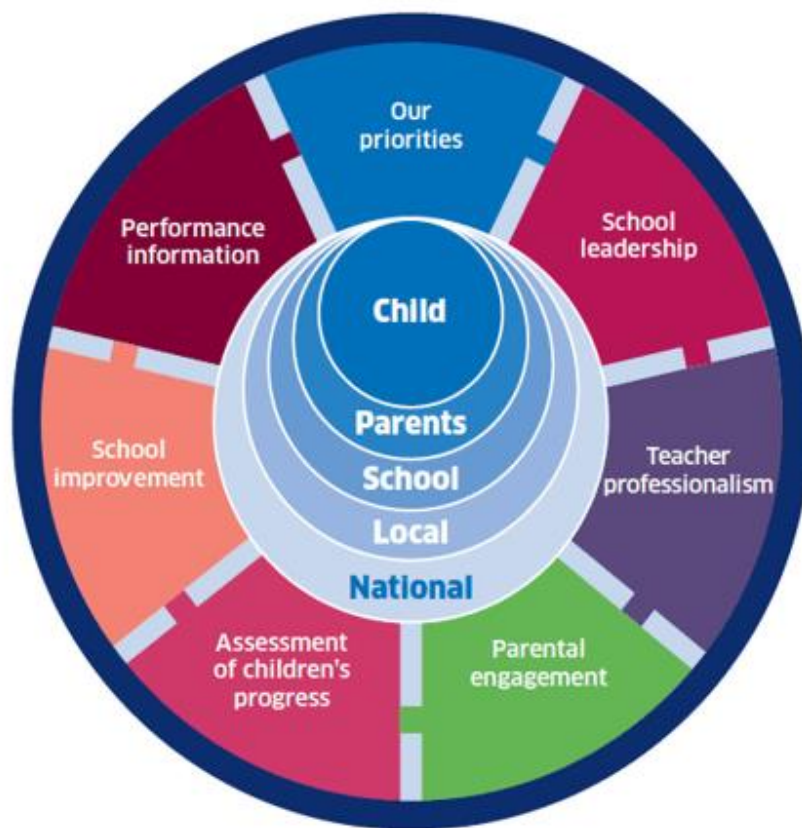 Our
priorities
School
leadership
Teacher
professionalism
Parental
engagement
Assessment
of children's
progress
School
improvement
Performance
information
Child
Parents
School
Local
National